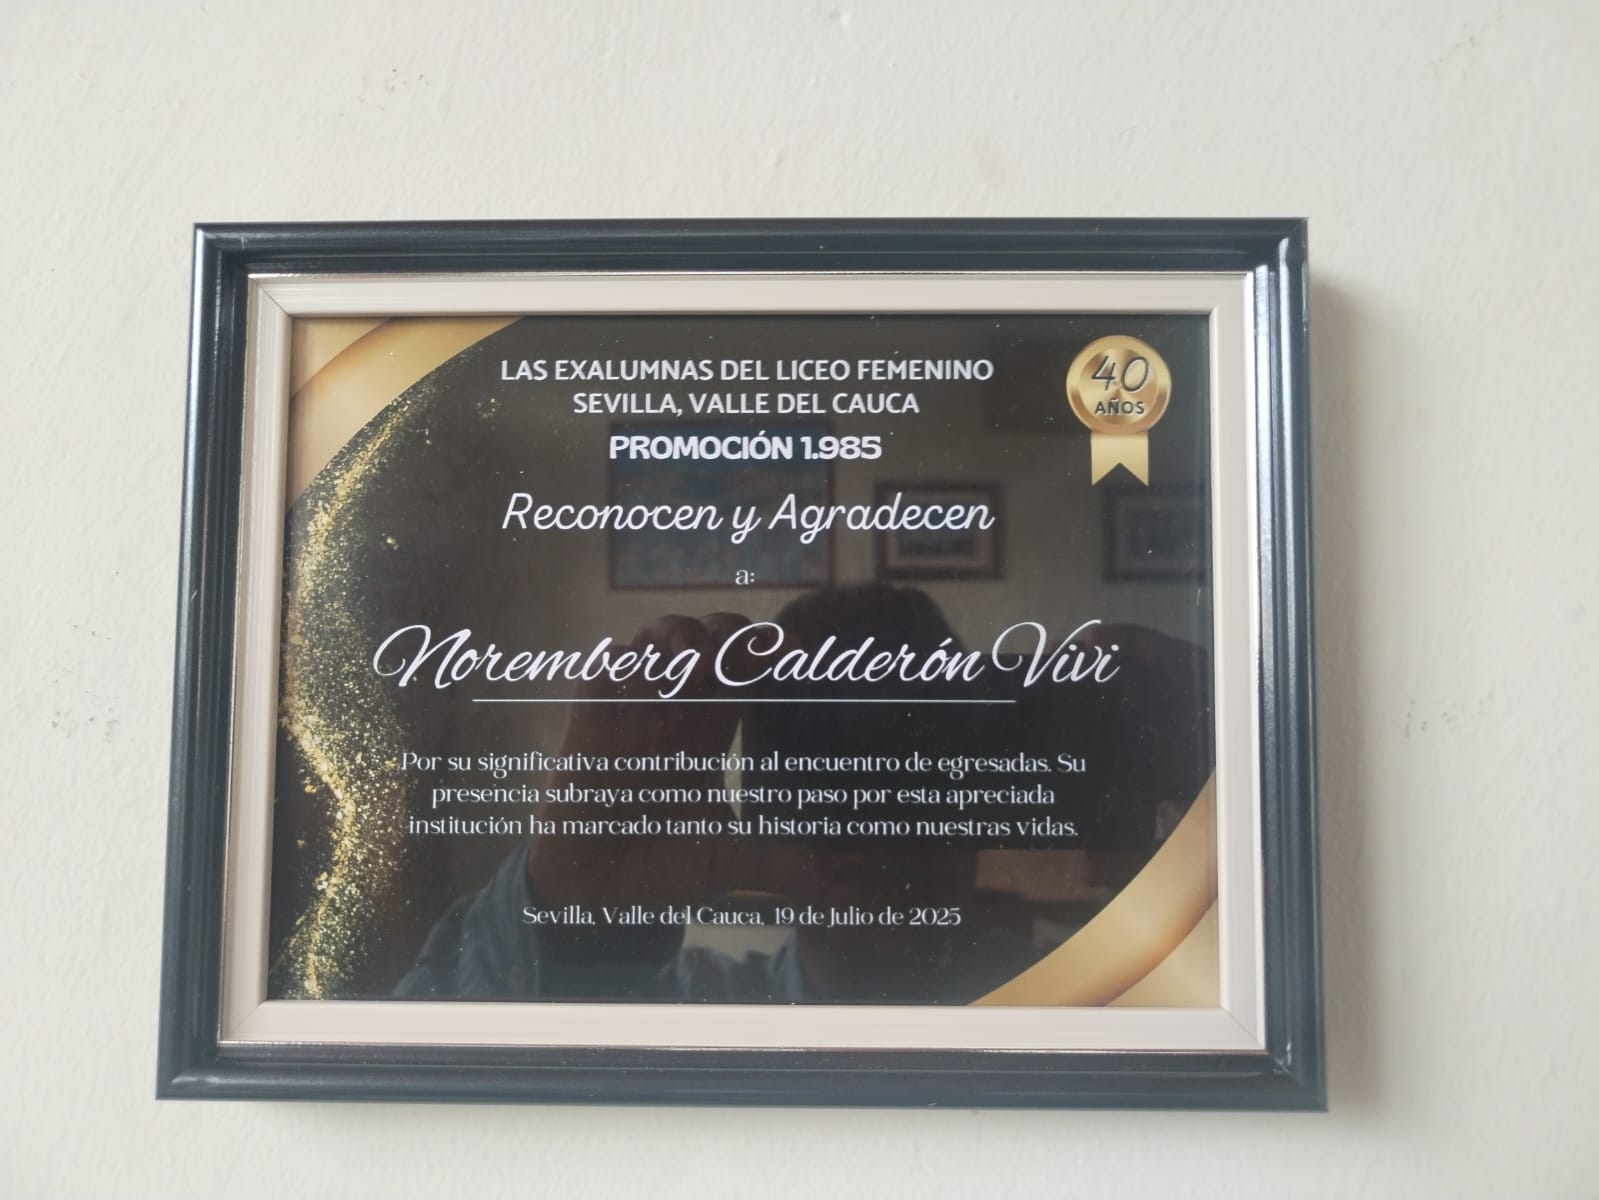 LAS EXALUMNAS DEL LICEO FEMENINO
SEVILLA, VALLE DEL CAUCA
PROMOCIÓN 1.985
40
AÑOS
Reconocen y Agradecen
a:
Noremberg Calderón Vivi
Por su significativa contribución al encuentro de egresadas. Su
presencia subraya como nuestro paso por esta apreciada
institución ha marcado tanto su historia como nuestras vidas.
Sevilla, Valle del Cauca, 19 de Julio de 2025